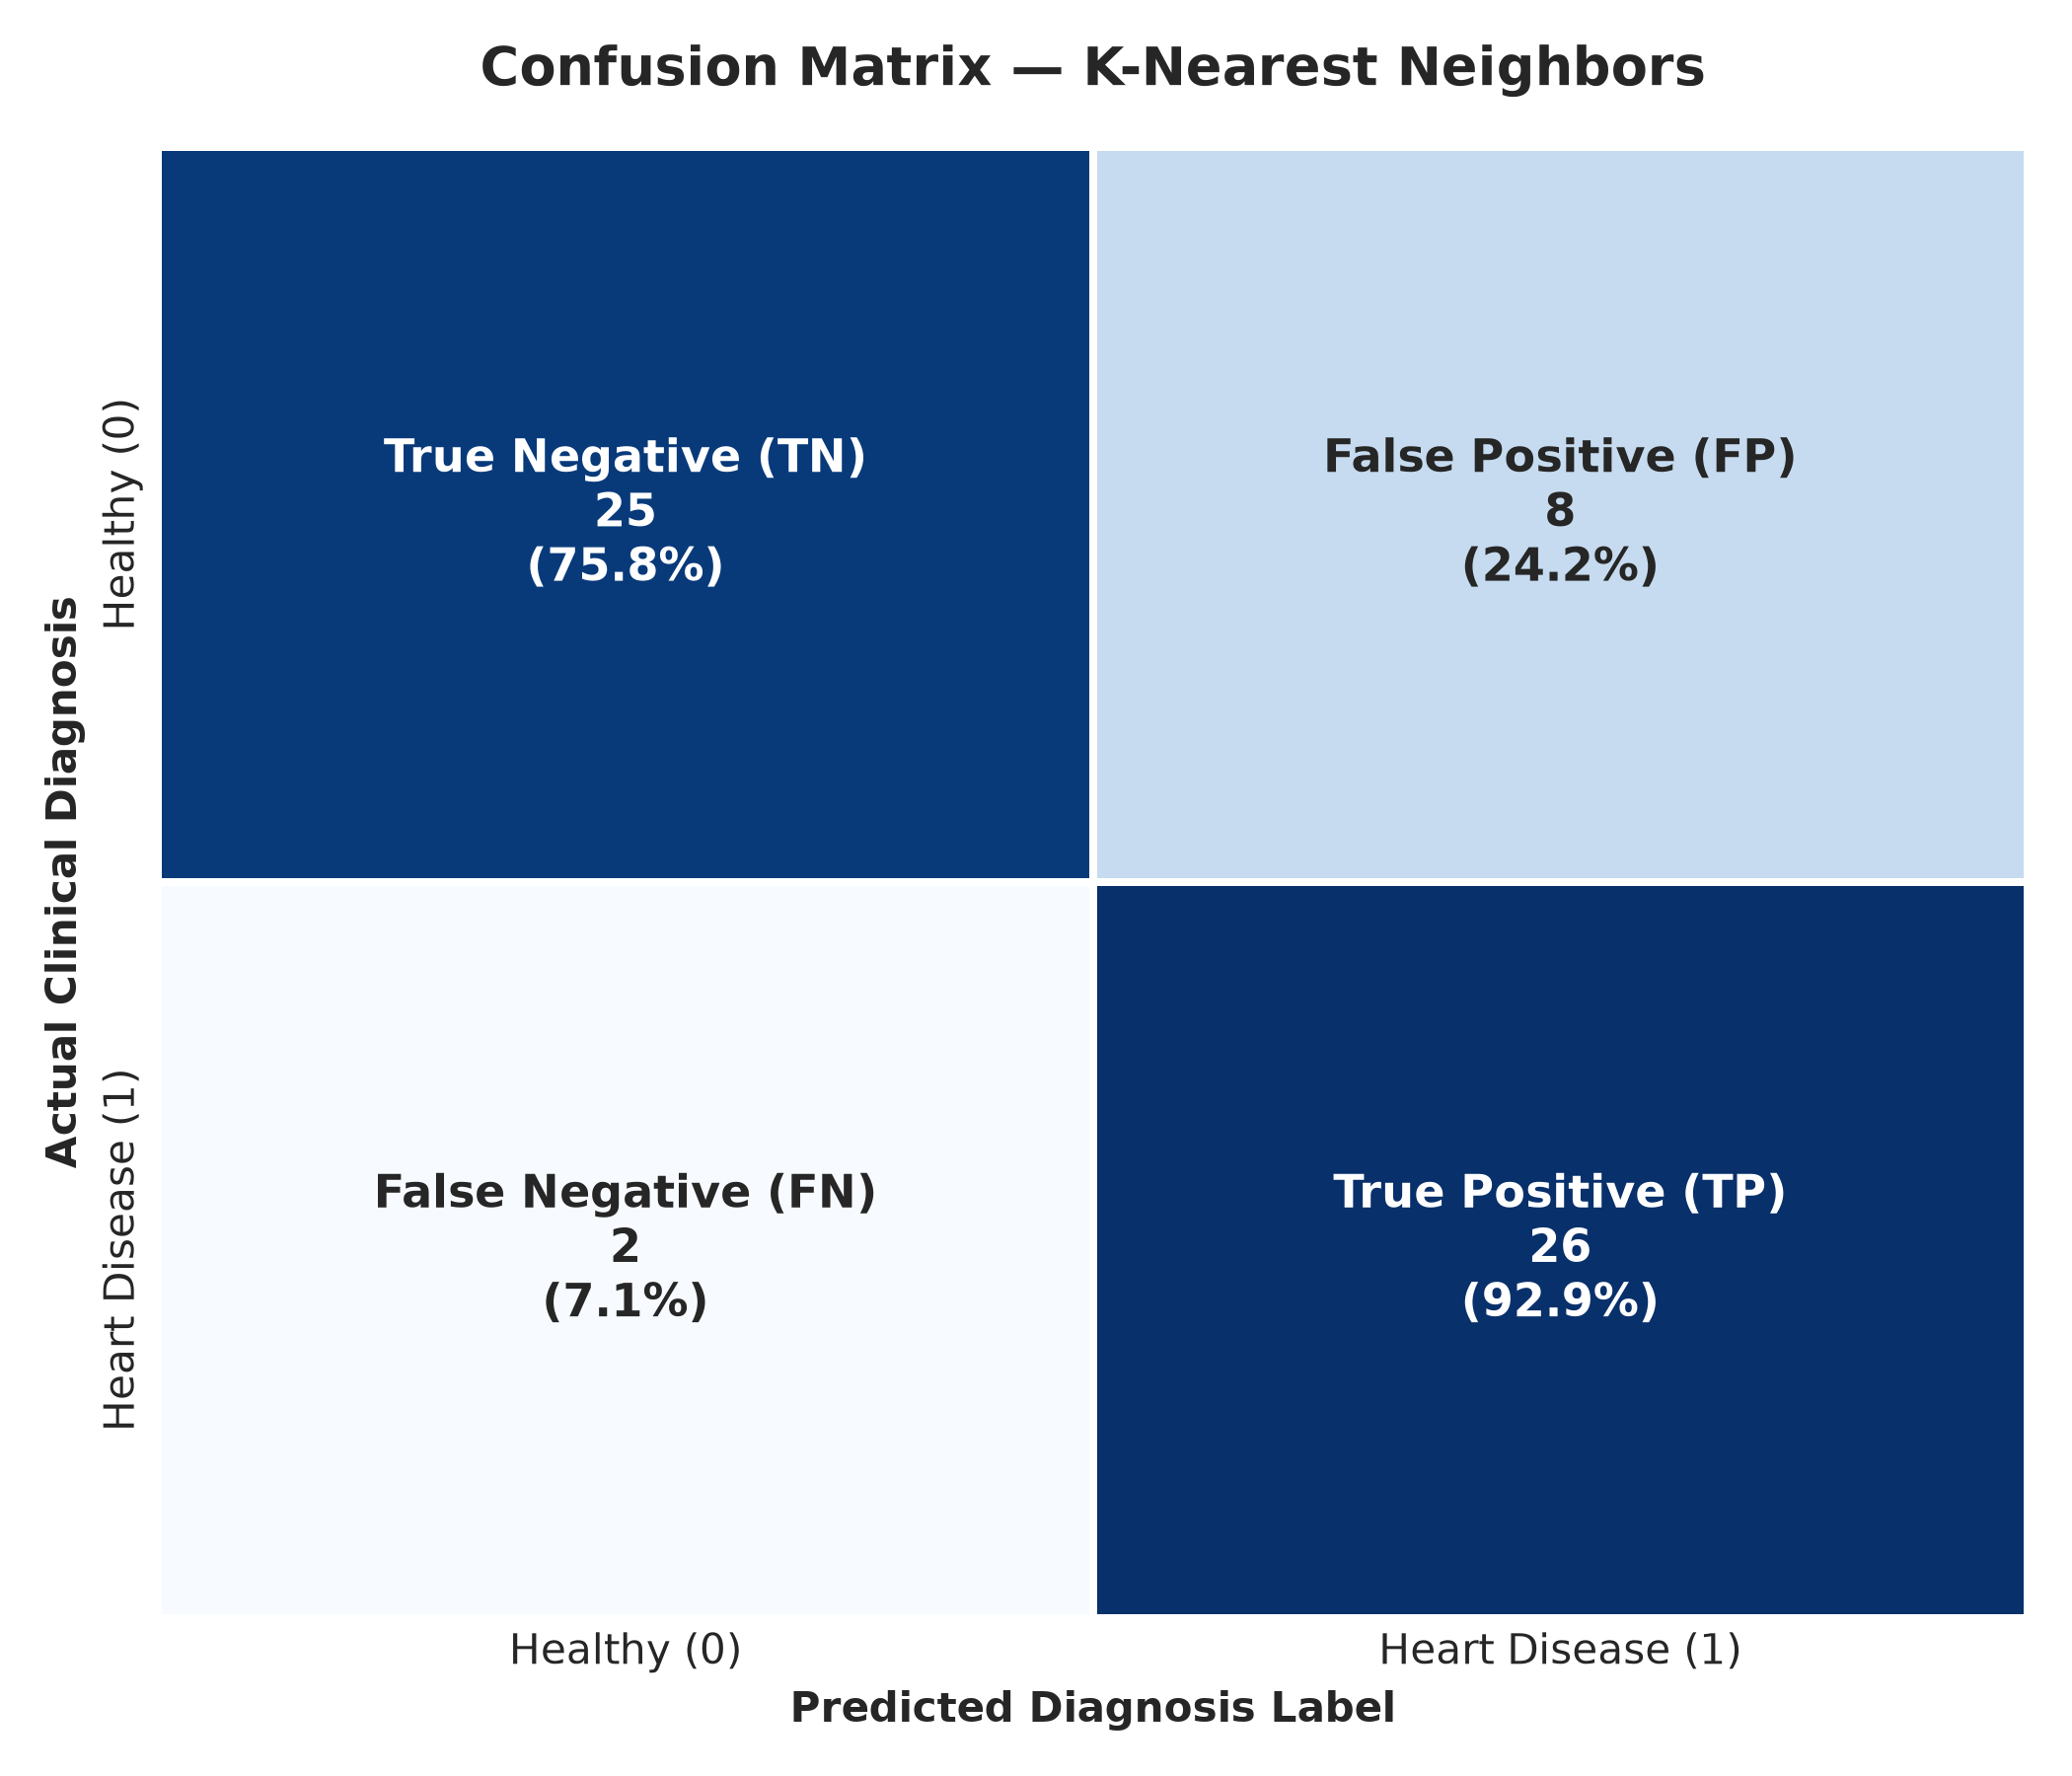 Confusion Matrix — K-Nearest Neighbors
Actual Clinical Diagnosis
Healthy (0)
True Negative (TN)
25
(75.8%)
False Positive (FP)
8
(24.2%)
Heart Disease (1)
False Negative (FN)
2
(7.1%)
True Positive (TP)
26
(92.9%)
Healthy (0)
Heart Disease (1)
Predicted Diagnosis Label